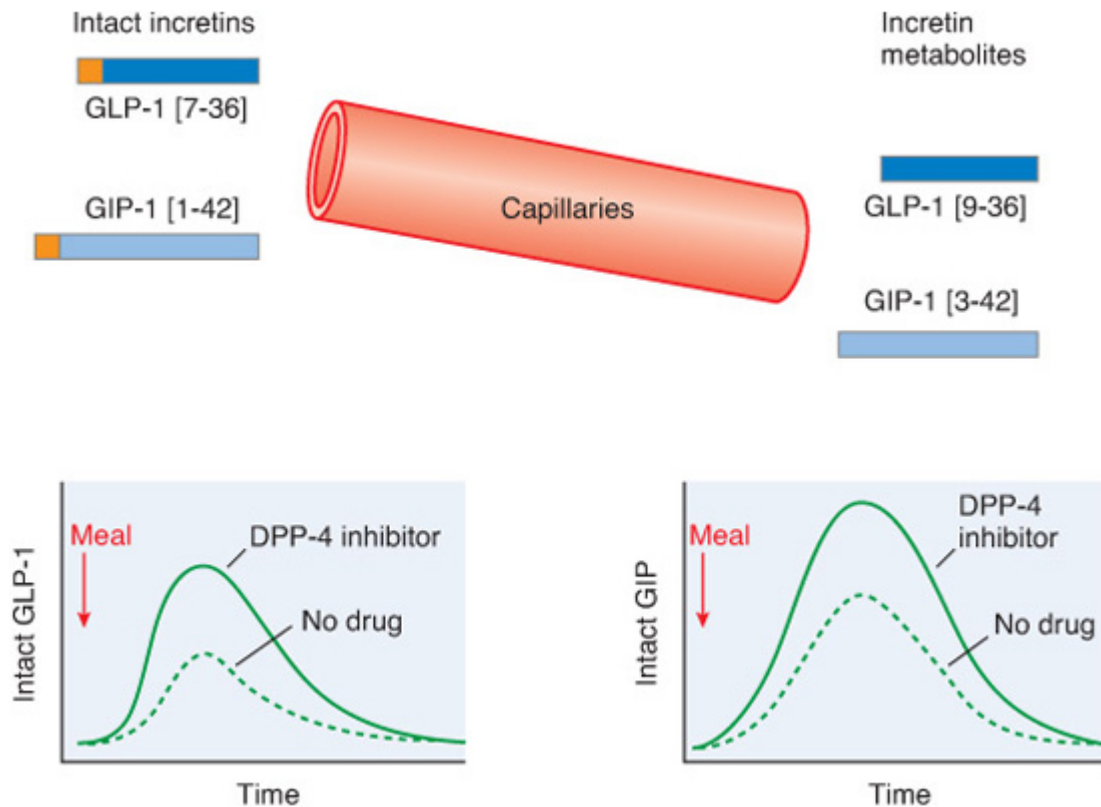 Intact incretins
GLP-1 [7-36]
GIP-1 [1-42]
Capillaries
Incretin
metabolites
GLP-1 [9-36]
GIP-1 [3-42]
Intact GLP-1
Meal
DPP-4 inhibitor
No drug
Time
Intact GIP
Meal
DPP-4
inhibitor
No drug
Time